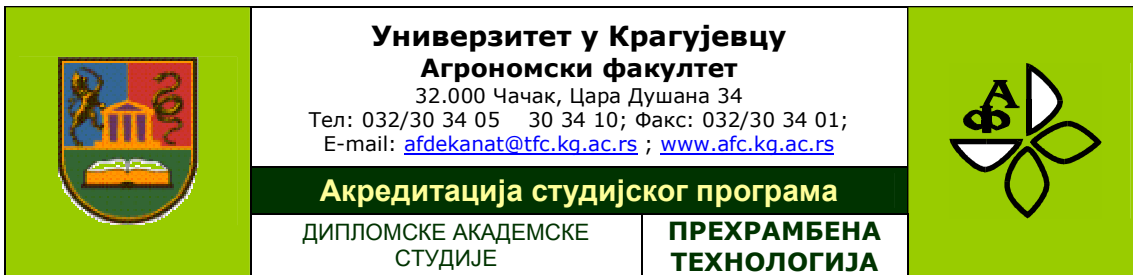 Универзитет у Крагујевцу
Агрономски факултет
32.000 Чачак, Цара Душана 34
Тел: 032/30 34 05 30 34 10; Факс: 032/30 34 01;
E-mail: afdekanat@tfc.kg.ac.rs ; www.afc.kg.ac.rs
АФ
Акредитација студијског програма
ДИПЛОМСКЕ АКАДЕМСКЕ
СТУДИЈЕ
ПРЕХРАМБЕНА
ТЕХНОЛОГИЈА